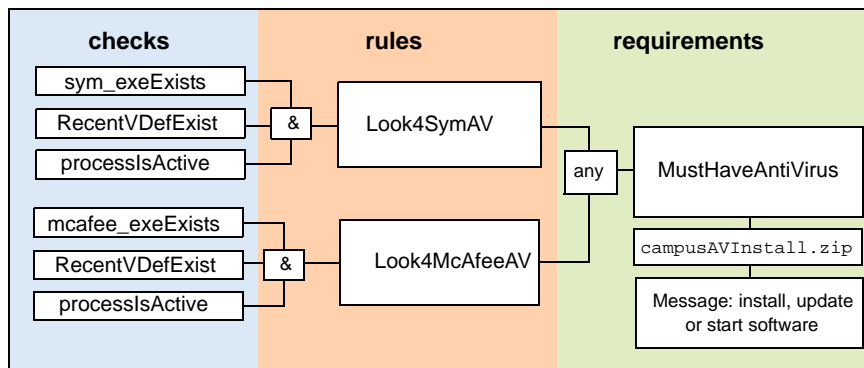 checks
rules
requirements
sym_exeExists
RecentVDefExist
processIsActive
&
Look4SymAV
mcafee_exeExists
RecentVDefExist
processIsActive
&
Look4McAfeeAV
any
MustHaveAntiVirus
campusAVInstall.zip
Message: install, update
or start software